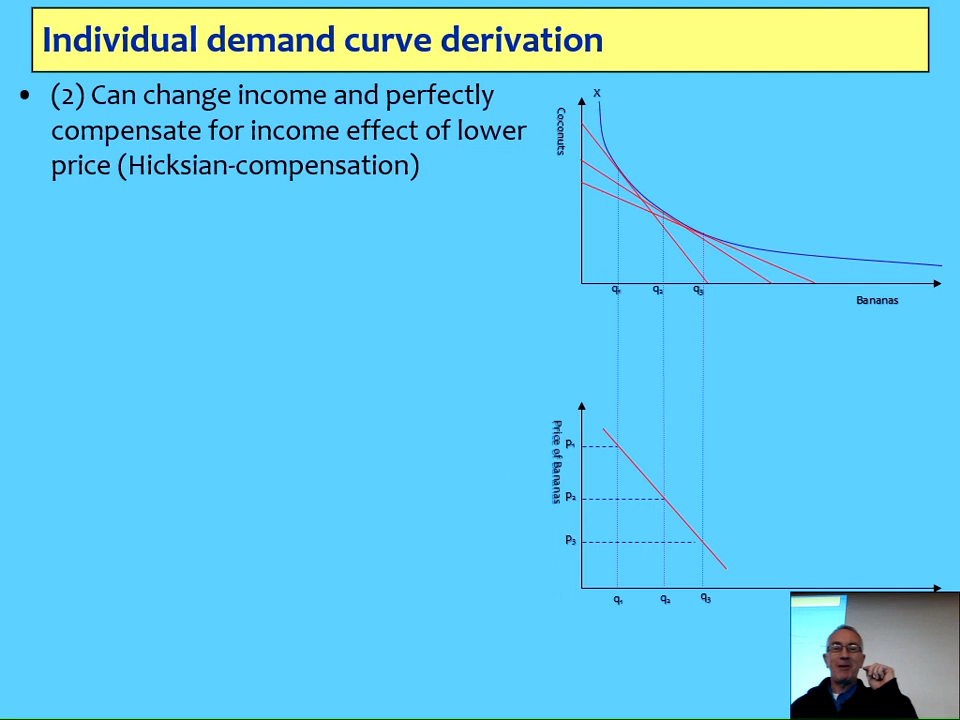 Individual demand curve derivation
• (2) Can change income and perfectly
compensate for income effect of lower
price (Hicksian-compensation)
X
Coconuts
q₁ q₂ q₃
Bananas
Price of Bananas
p₁
p₂
p₃
q₁ q₂ q₃